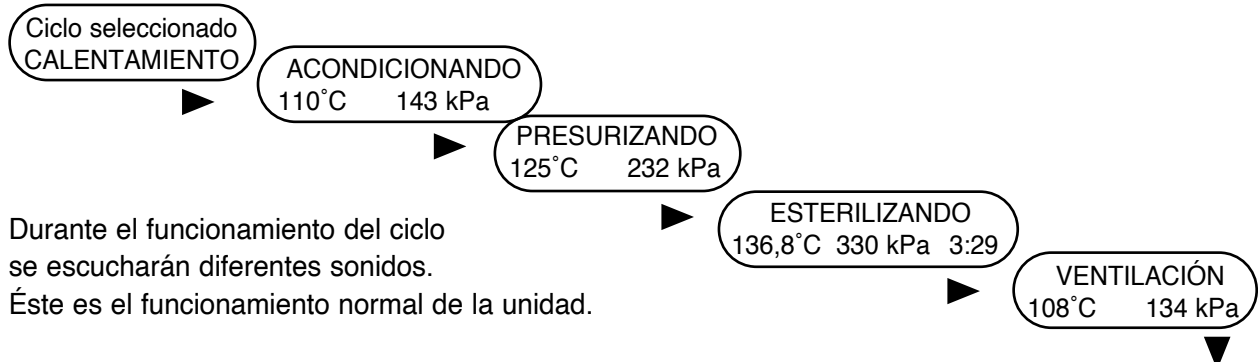 Ciclo seleccionado
CALENTAMIENTO
ACONDICIONANDO
110˚C 143 kPa
PRESURIZANDO
125˚C 232 kPa
ESTERILIZANDO
136,8˚C 330 kPa 3:29
VENTILACIÓN
108˚C 134 kPa
Durante el funcionamiento del ciclo
se escucharán diferentes sonidos.
Éste es el funcionamiento normal de la unidad.